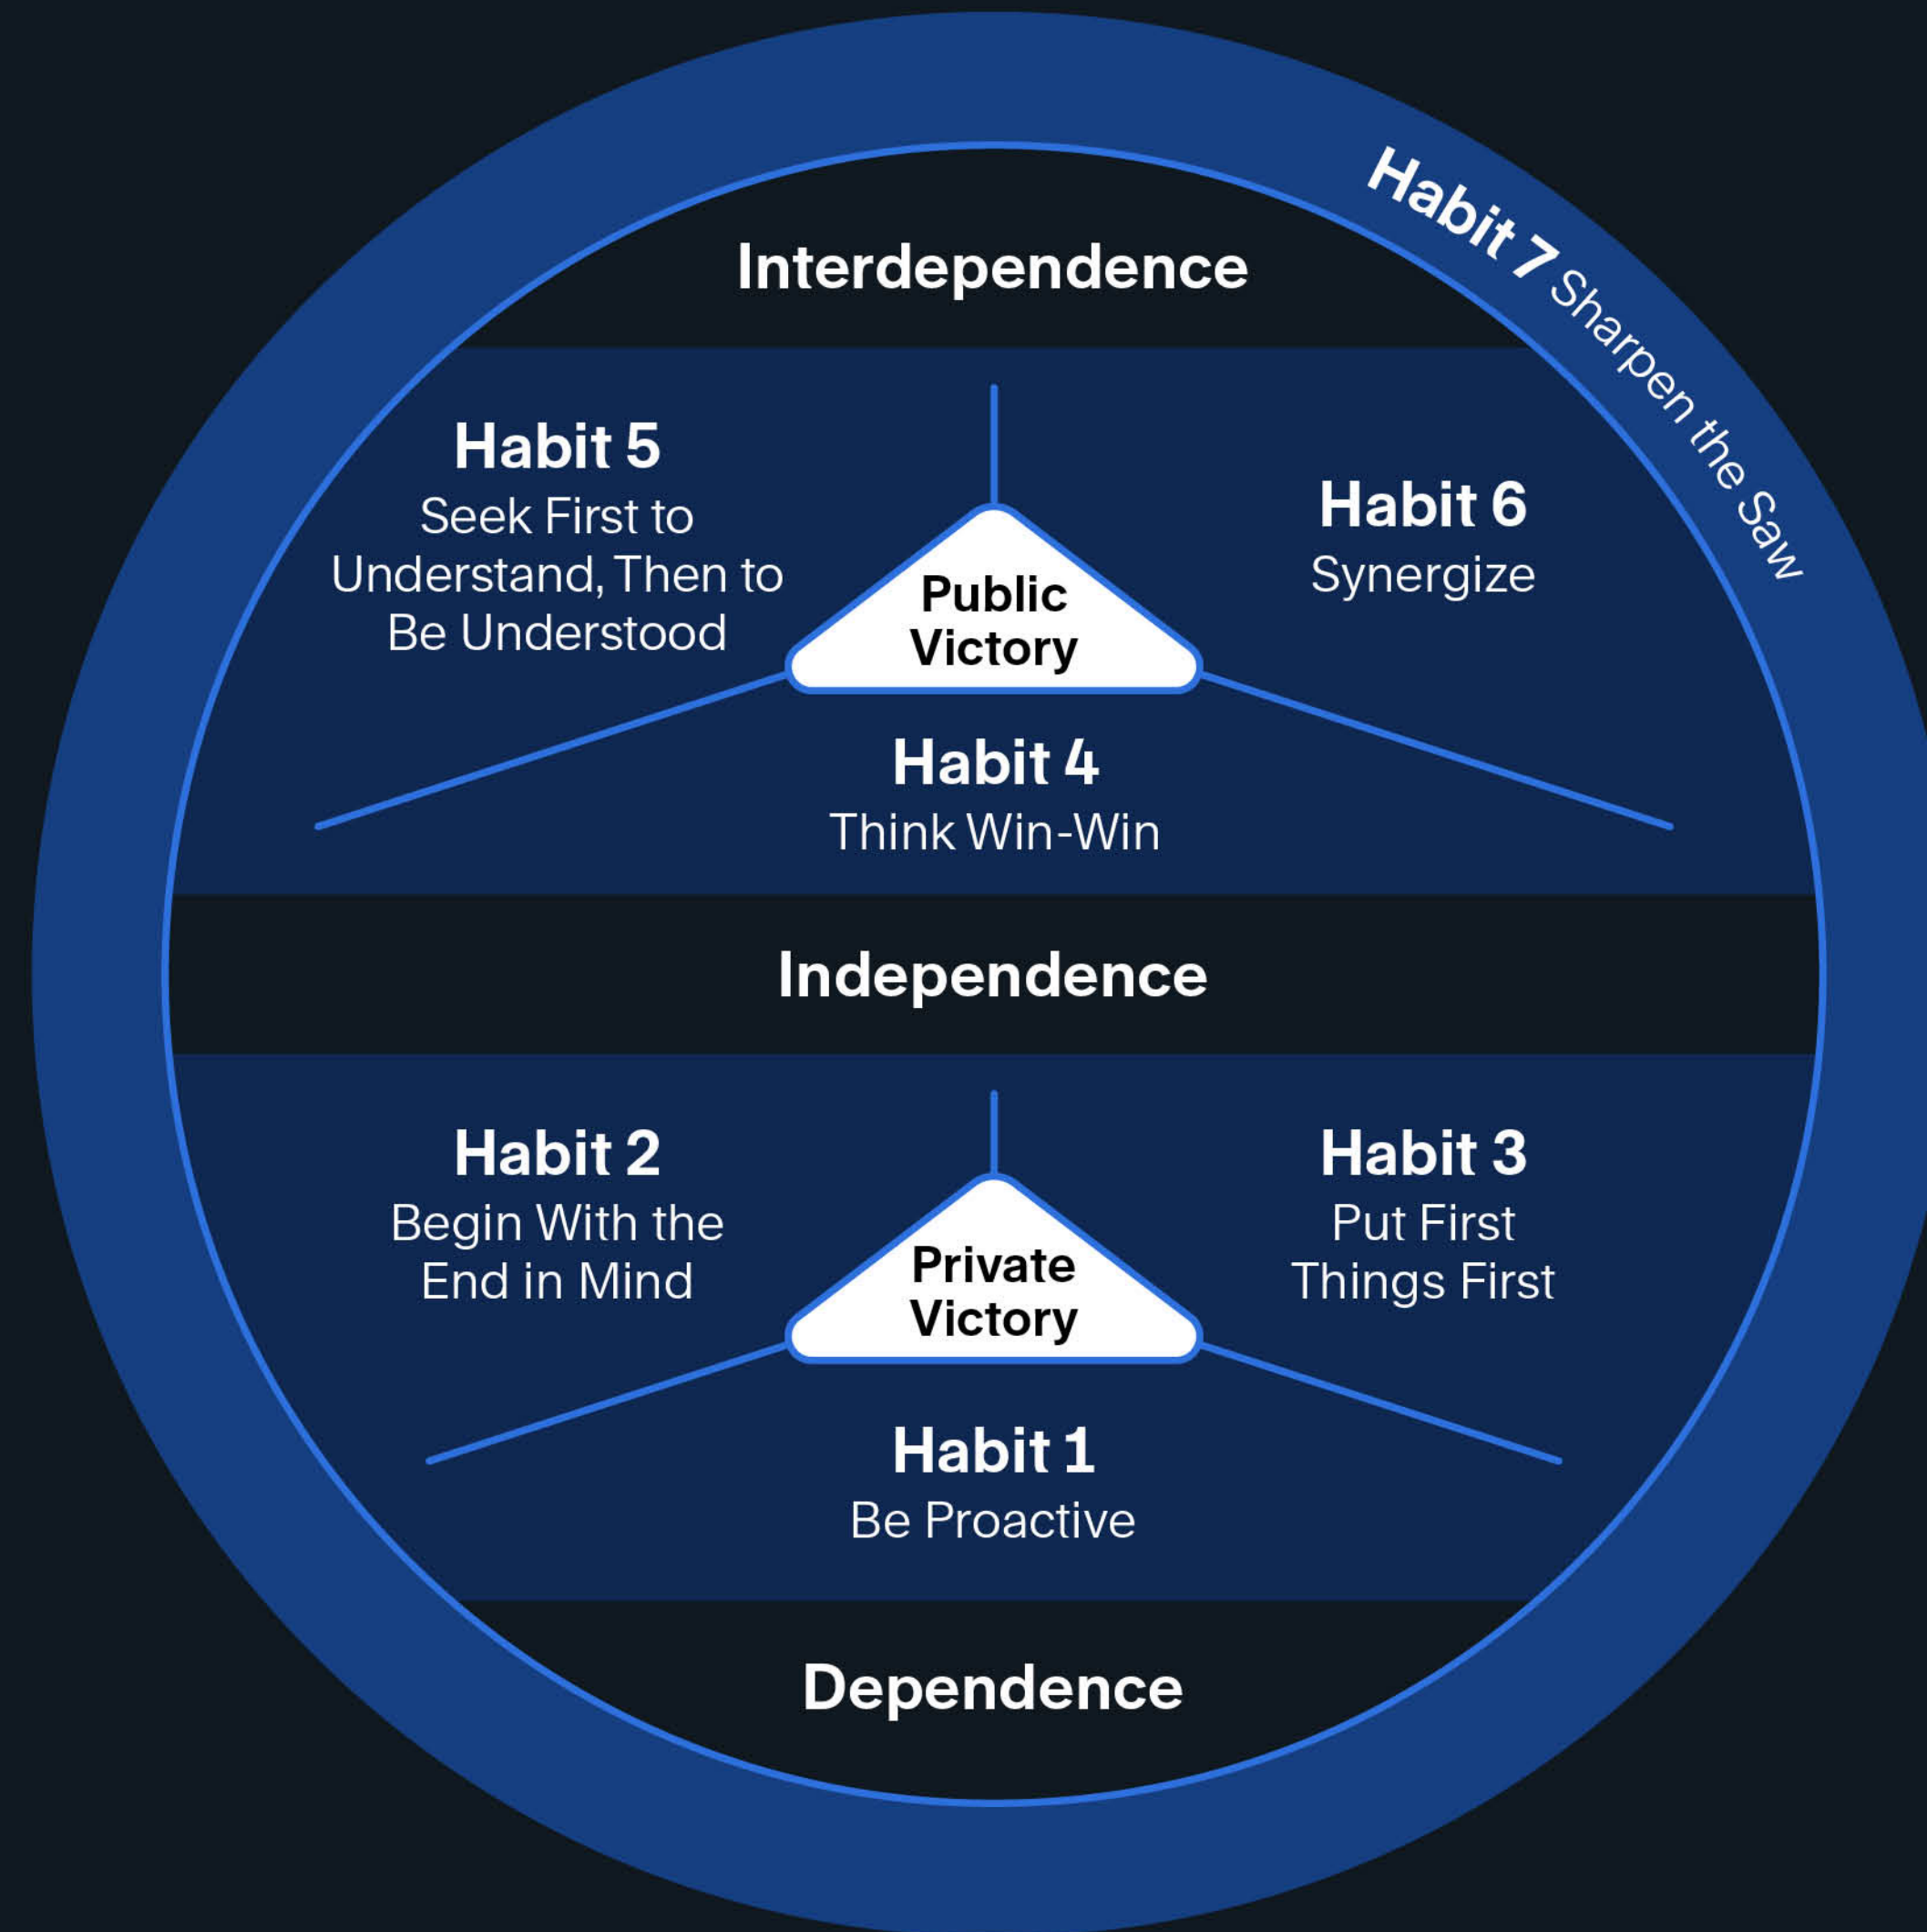 Habit 7 Sharpen the Saw
Interdependence
Habit 5
Seek First to
Understand, Then to
Be Understood
Habit 6
Synergize
Public
Victory
Habit 4
Think Win-Win
Independence
Habit 2
Begin With the
End in Mind
Habit 3
Put First
Things First
Private
Victory
Habit 1
Be Proactive
Dependence